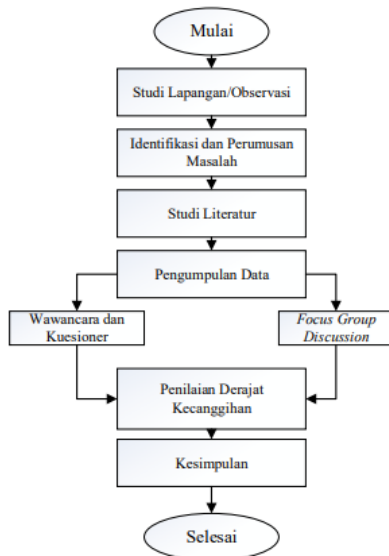 Mulai
Studi Lapangan/Observasi
Identifikasi dan Perumusan
Masalah
Studi Literatur
Pengumpulan Data
Wawancara dan
Kuesioner
Focus Group
Discussion
Penilaian Derajat
Kecanggihan
Kesimpulan
Selesai